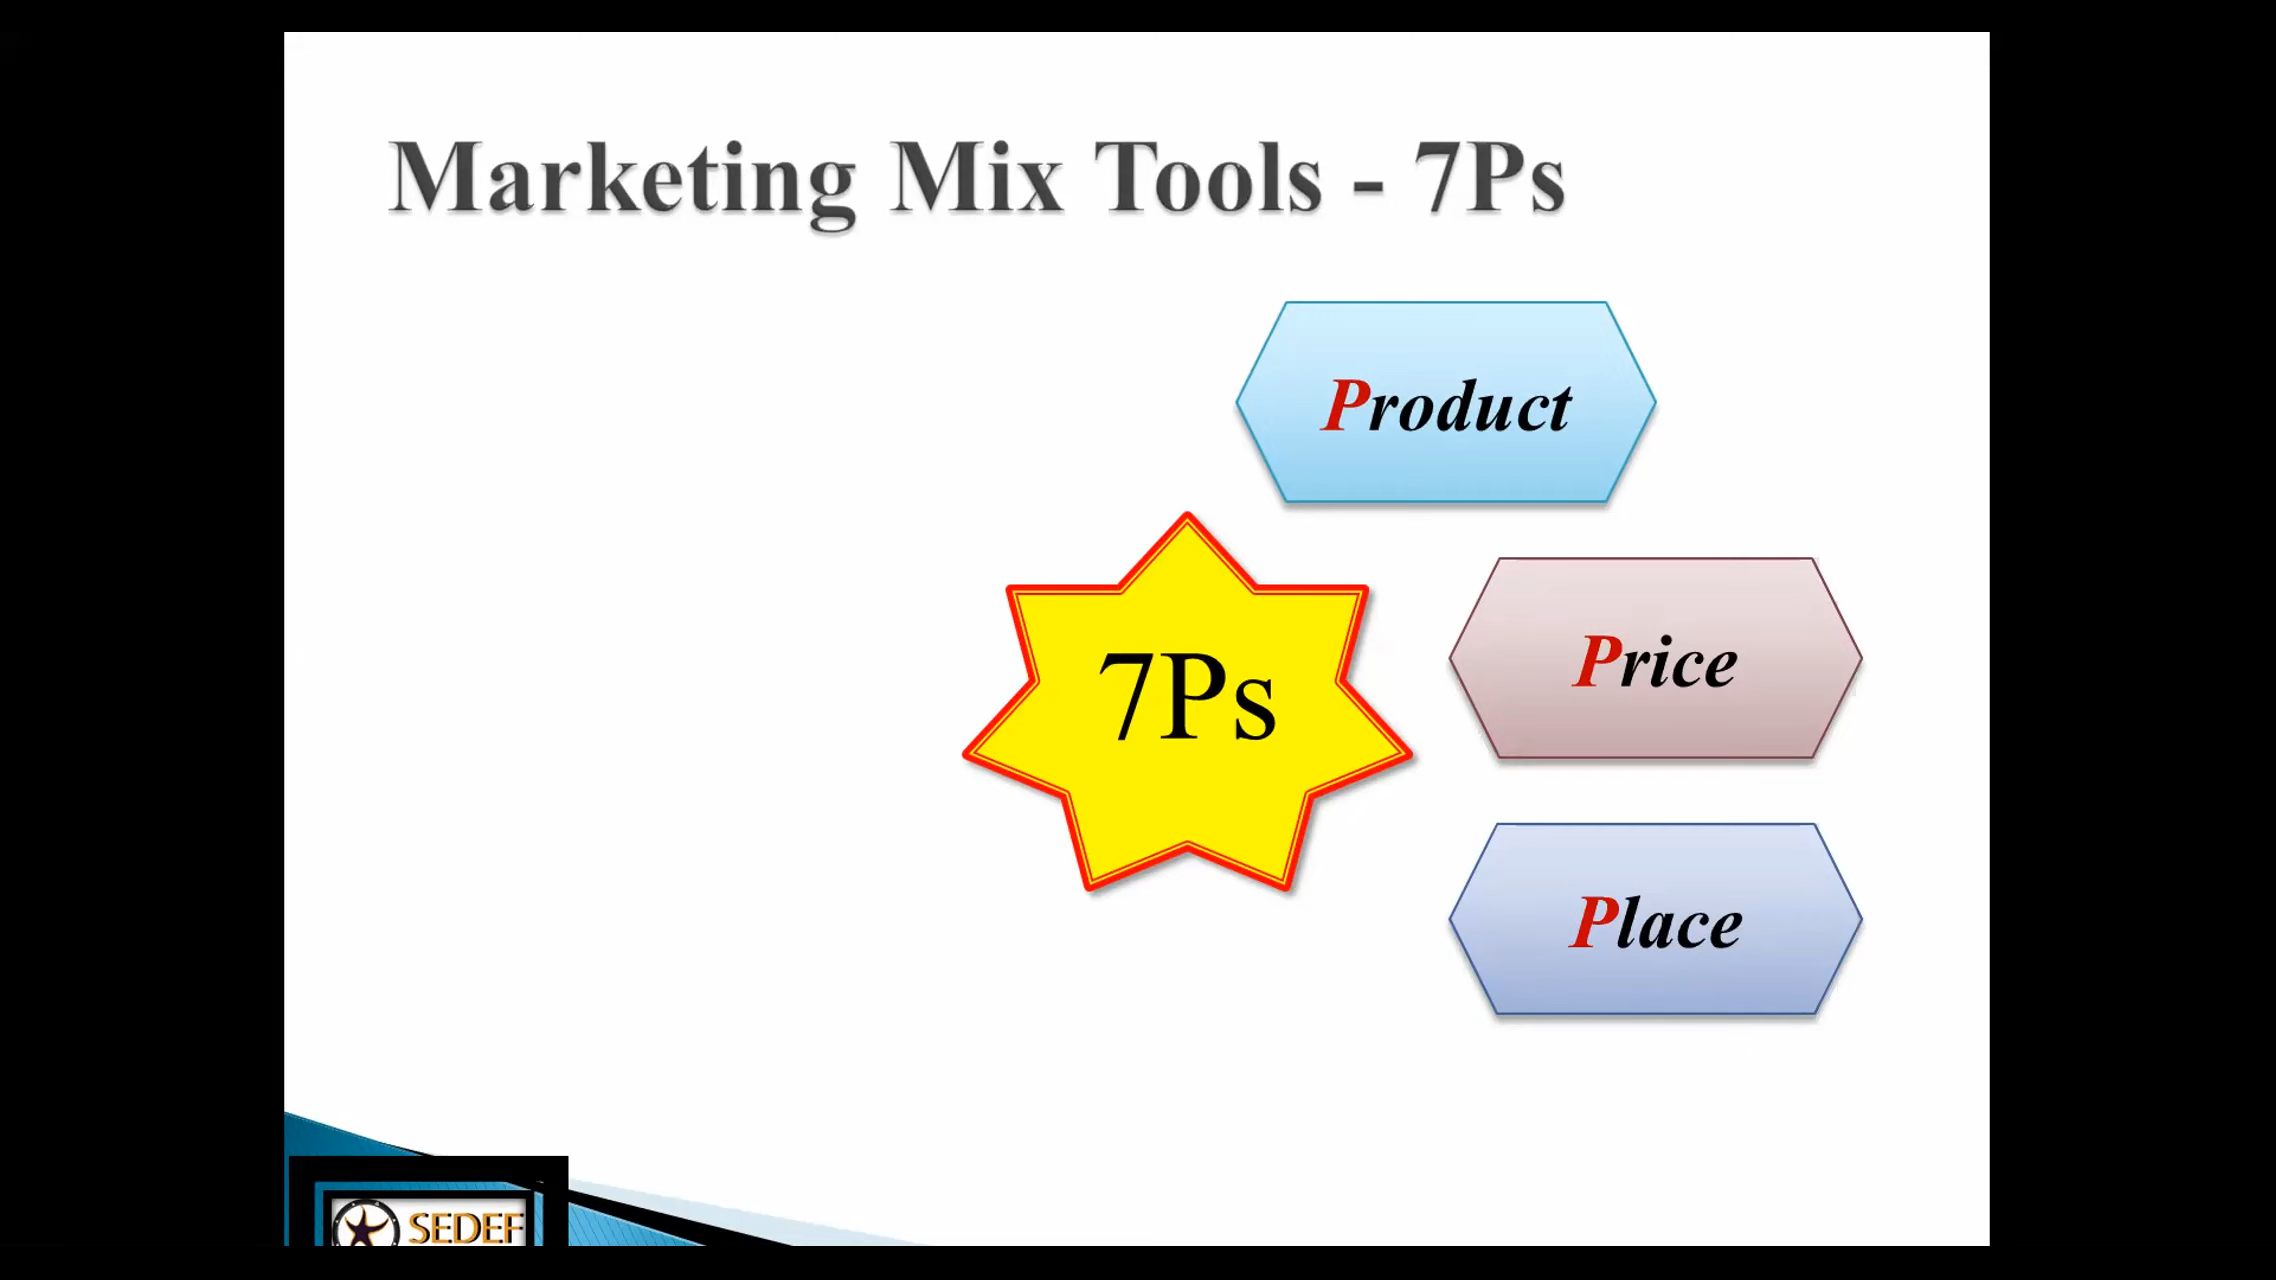 Marketing Mix Tools - 7Ps
Product
7Ps
Price
Place
SEDEF